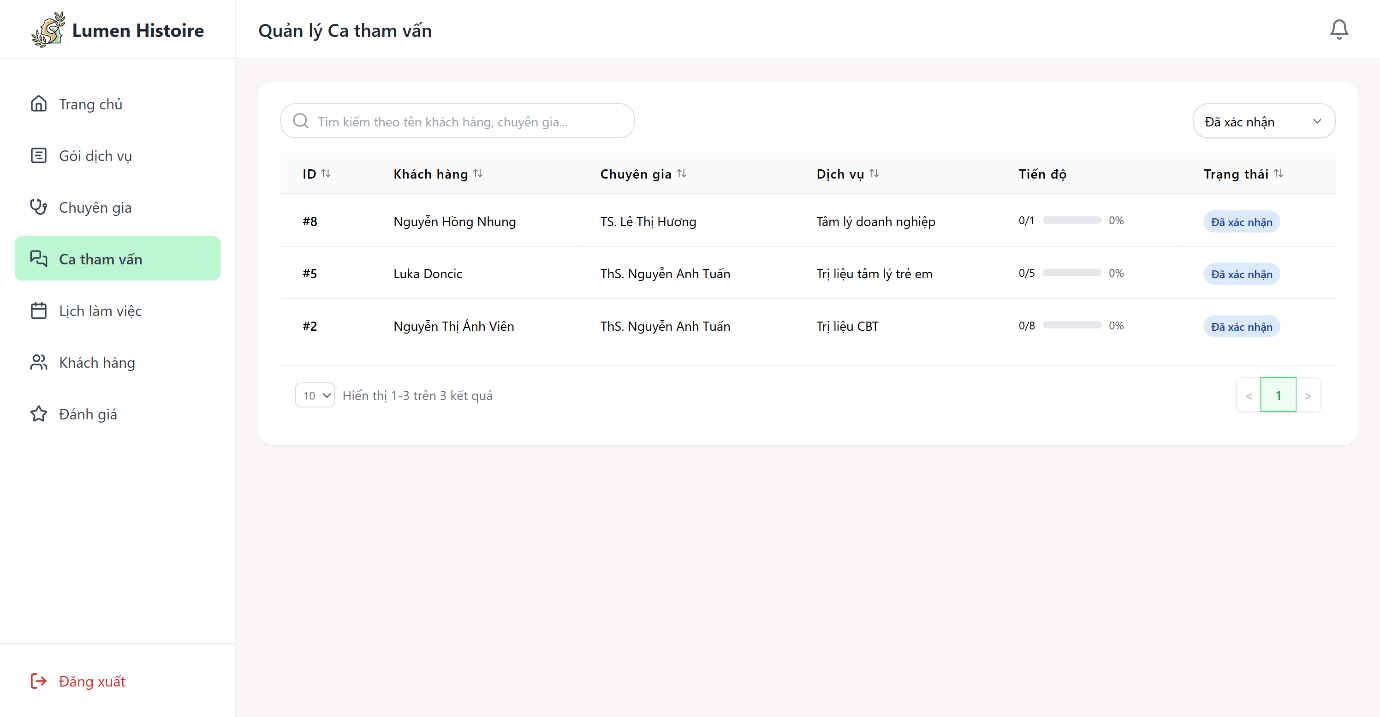 Lumen Histoire
Quản lý Ca tham vấn
Trang chủ
Gói dịch vụ
Chuyên gia
Ca tham vấn
Lịch làm việc
Khách hàng
Đánh giá
Đăng xuất
Tìm kiếm theo tên khách hàng, chuyên gia...
Đã xác nhận
ID Khách hàng Chuyên gia Dịch vụ Tiến độ Trạng thái
#8 Nguyễn Hồng Nhung TS. Lê Thị Hương Tâm lý doanh nghiệp 0/1 0% Đã xác nhận
#5 Luka Doncic ThS. Nguyễn Anh Tuấn Trị liệu tâm lý trẻ em 0/5 0% Đã xác nhận
#2 Nguyễn Thị Ánh Viên ThS. Nguyễn Anh Tuấn Trị liệu CBT 0/8 0% Đã xác nhận
10 Hiển thị 1-3 trên 3 kết quả < 1 >